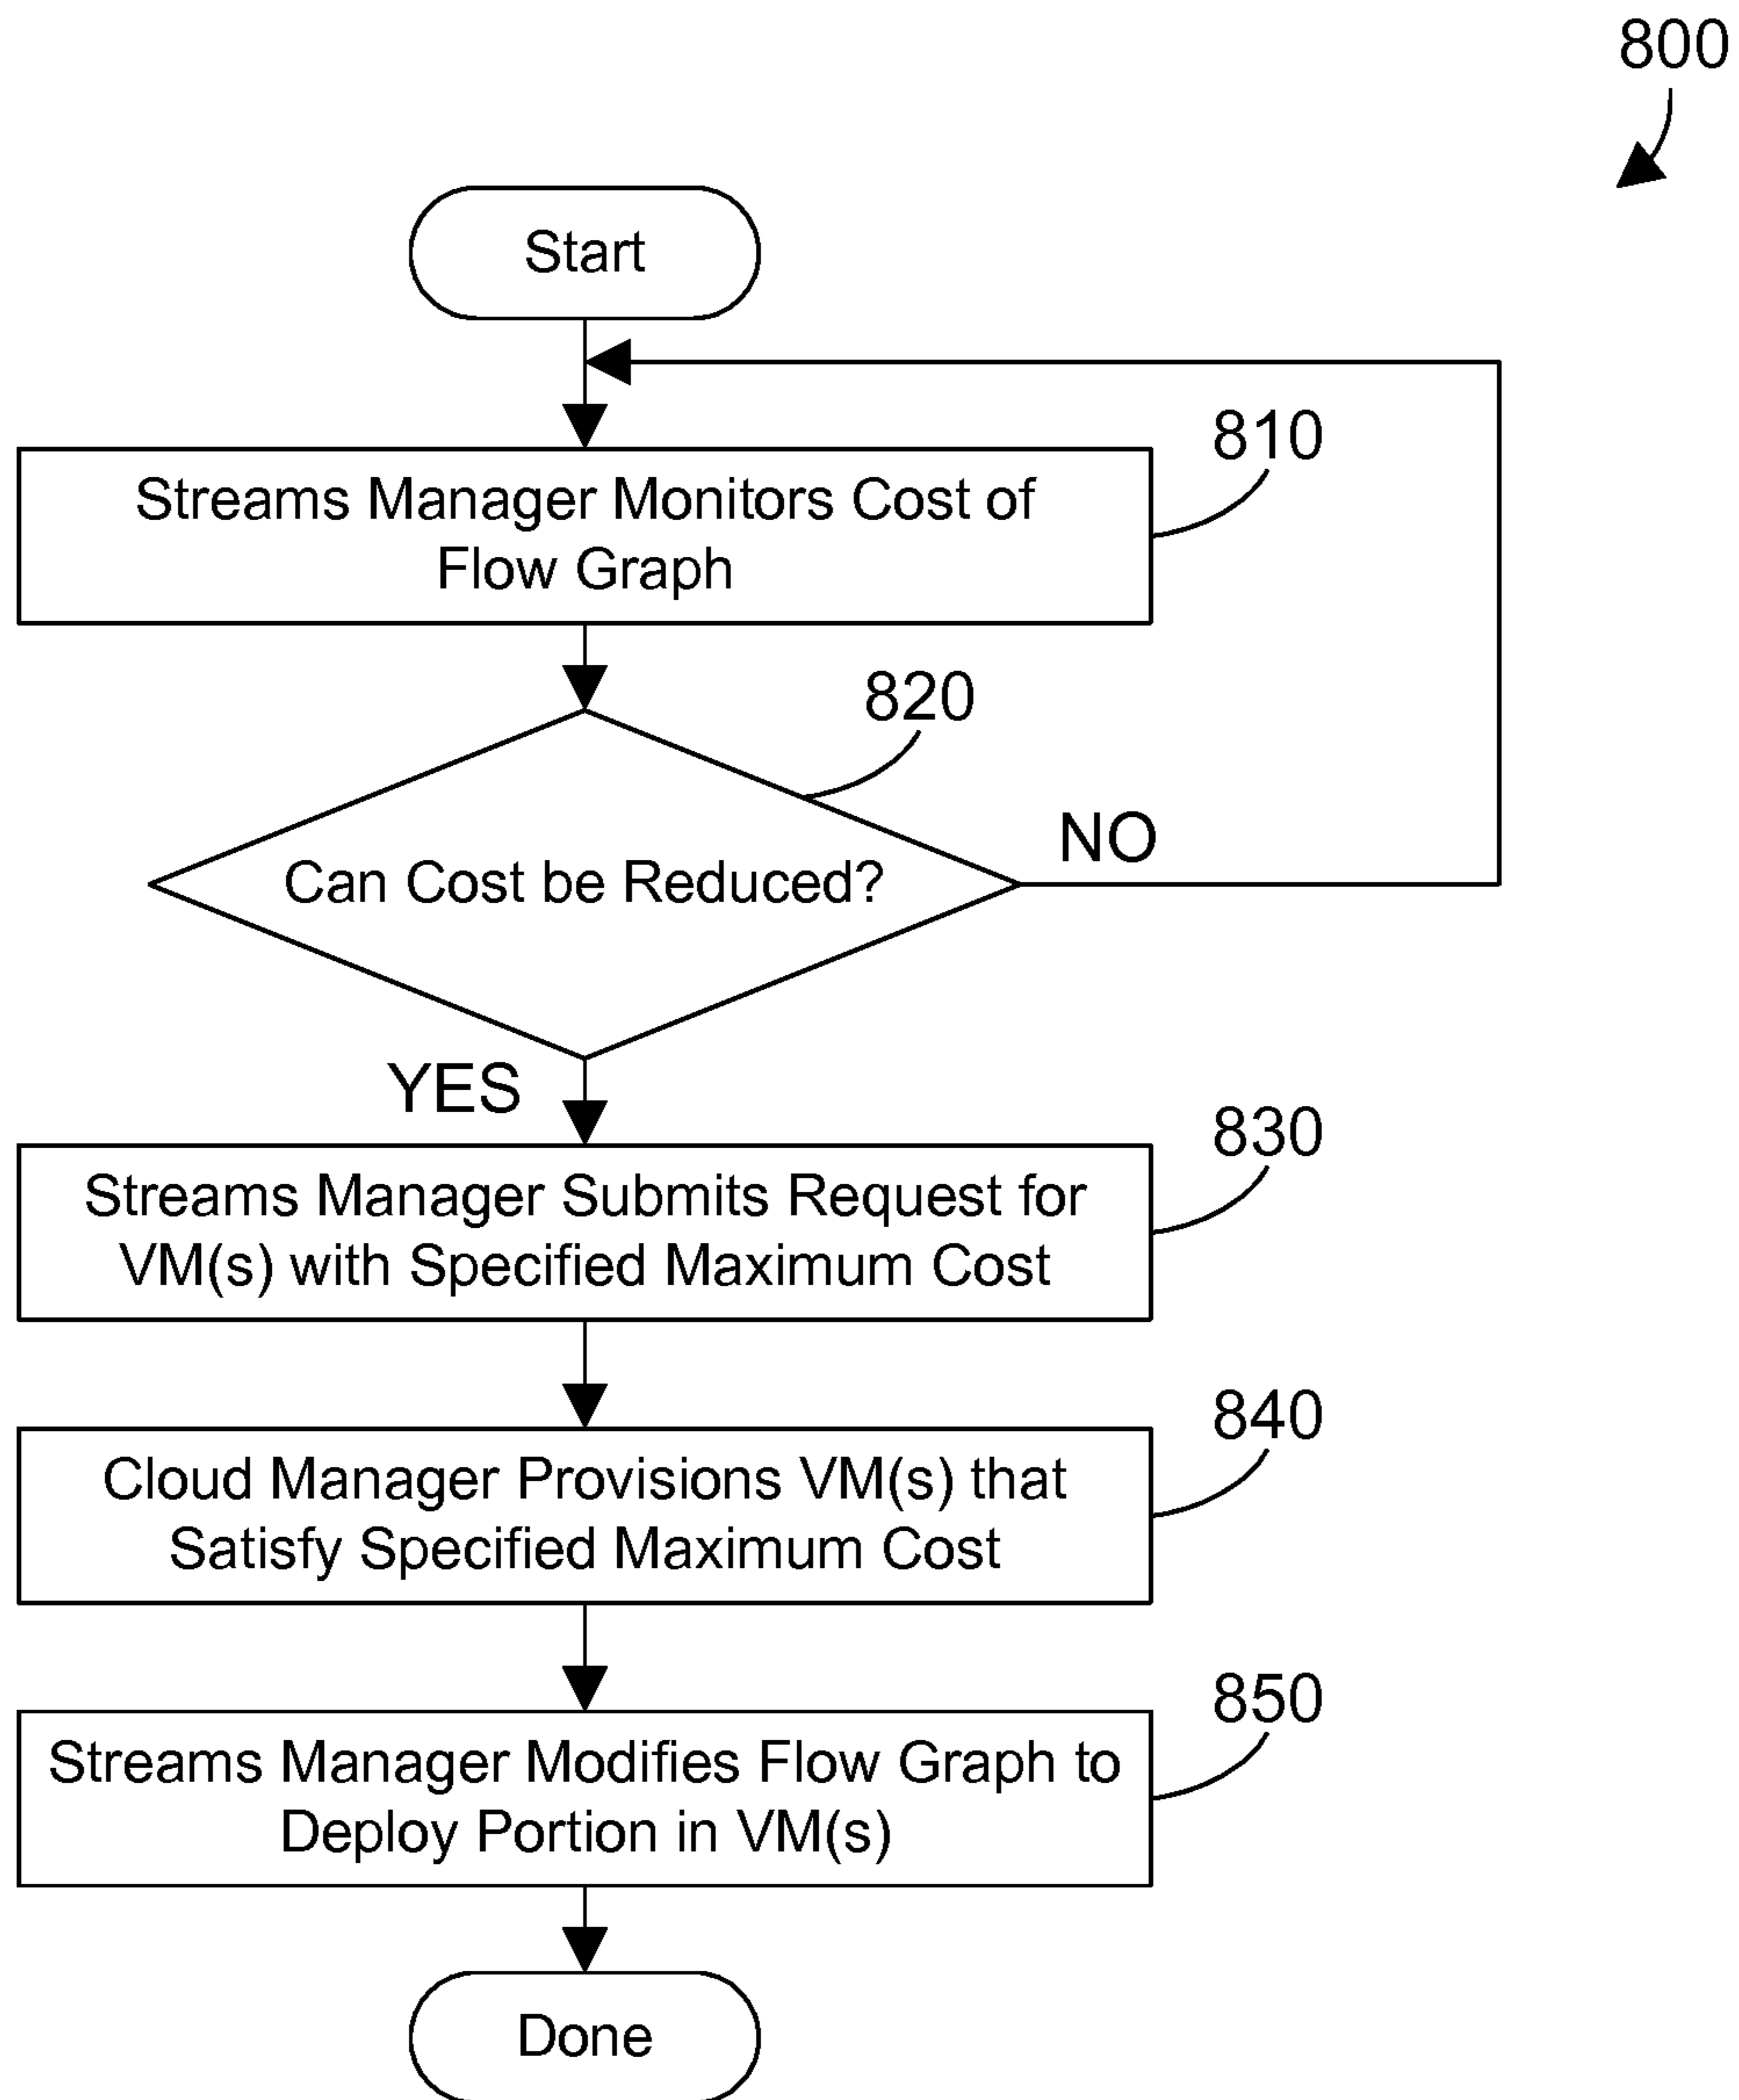 800
Start
810
Streams Manager Monitors Cost of
Flow Graph
820
Can Cost be Reduced?
NO
YES
830
Streams Manager Submits Request for
VM(s) with Specified Maximum Cost
840
Cloud Manager Provisions VM(s) that
Satisfy Specified Maximum Cost
850
Streams Manager Modifies Flow Graph to
Deploy Portion in VM(s)
Done